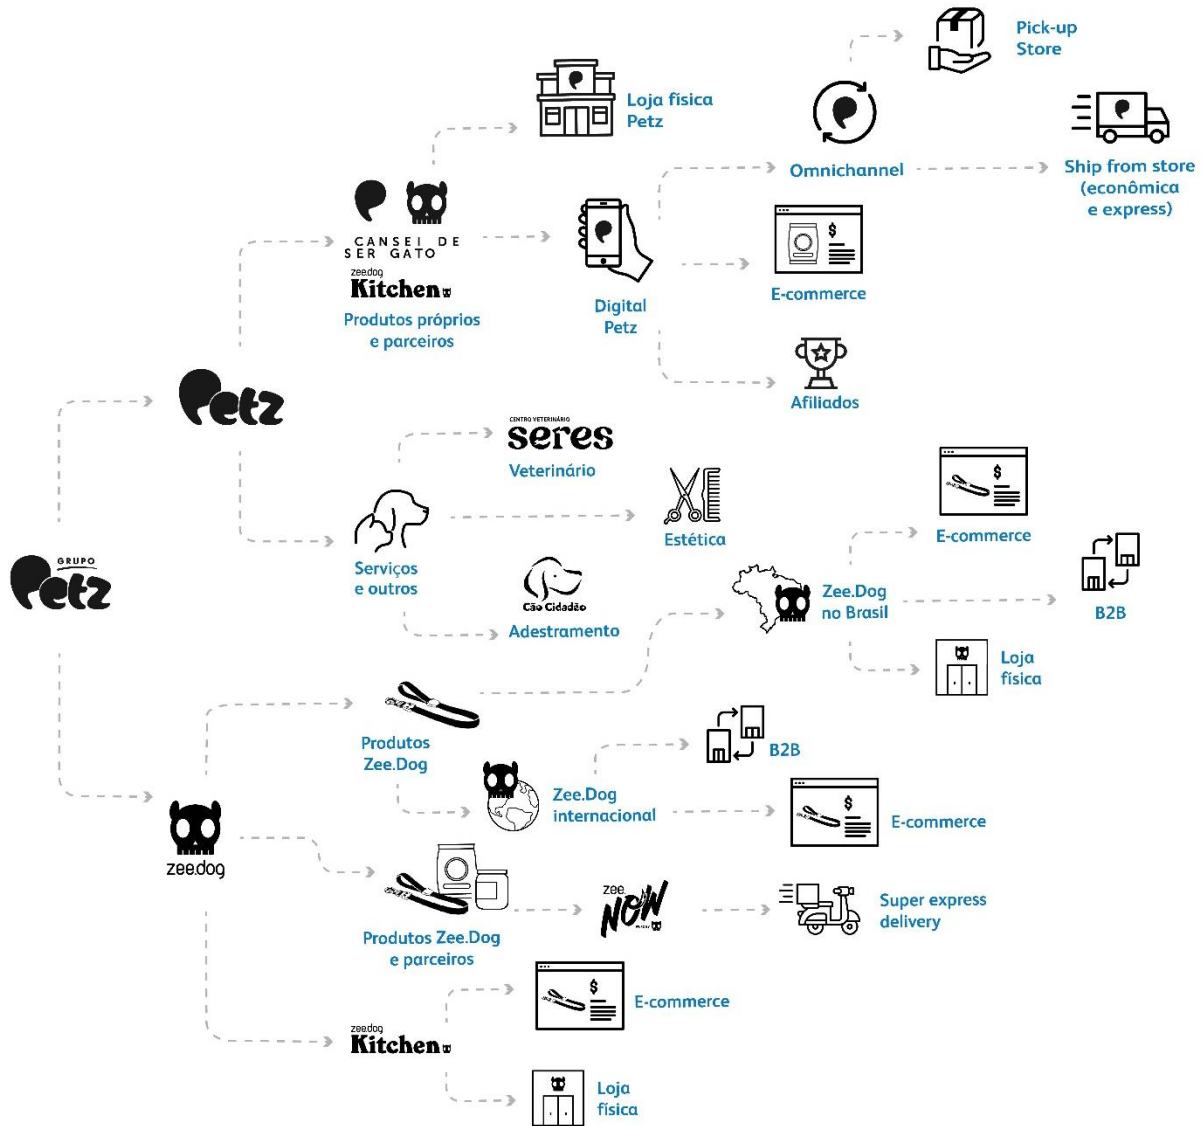 Pick-up
Store
Loja física
Petz
Omnichannel
Ship from store
(econômica
e express)
CANSEI DE
SER GATO
zee.dog
Kitchen
Produtos próprios
e parceiros
Digital
Petz
$
E-commerce
Afiliados
Petz
CENTRO VETERINÁRIO
seres
Veterinário
Serviços
e outros
Estética
Cão Cidadão
Adestramento
GRUPO
Petz
$
E-commerce
Zee.Dog
no Brasil
B2B
Loja
física
Produtos
Zee.Dog
B2B
Zee.Dog
internacional
$
E-commerce
zee.dog
Produtos Zee.Dog
e parceiros
zee.
NOW
Super express
delivery
zee.dog
Kitchen
$
E-commerce
Loja
física